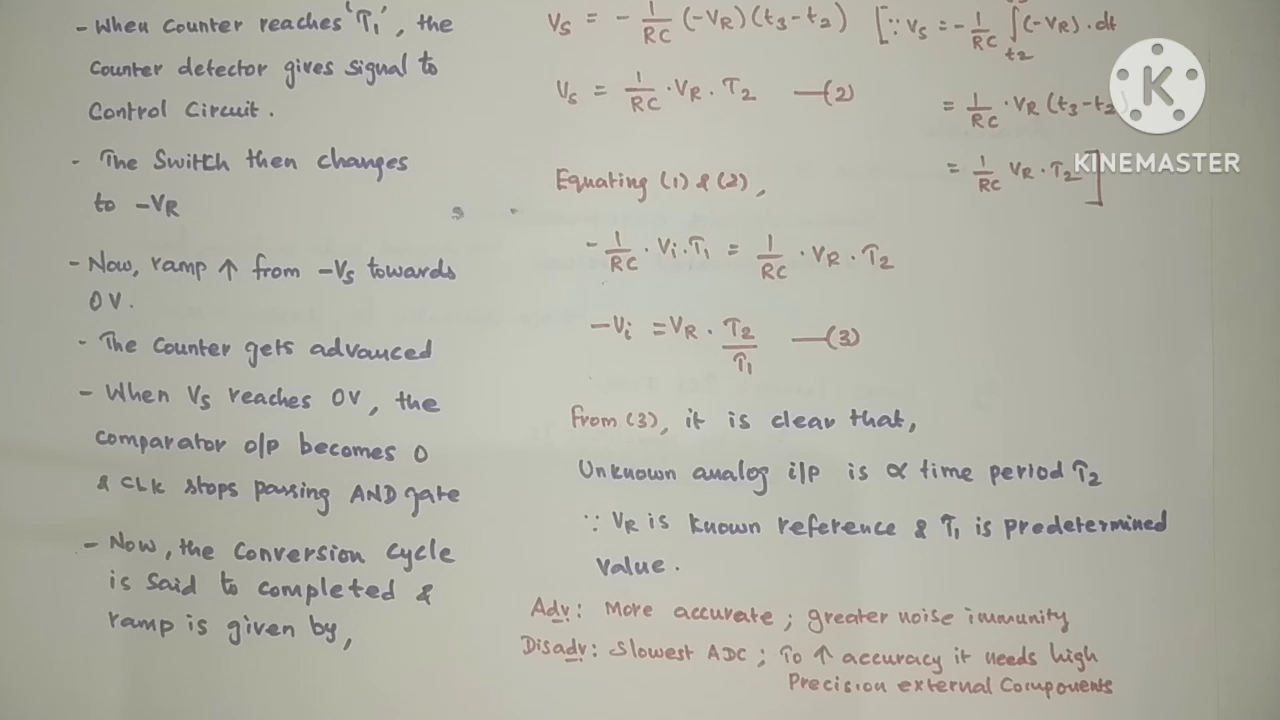 - When Counter reaches 'T₁', the
Counter detector gives signal to
Control Circuit.
- The Switch then changes
to -VR
- Now, ramp ↑ from -Vs towards
0V.
- The Counter gets advanced
- When Vs reaches 0V, the
comparator o/p becomes 0
& CLK stops passing AND gate
- Now, the Conversion Cycle
is said to completed &
ramp is given by,
Vs = - 1/RC (-VR)(t₃-t₂)
Vs = 1/RC · VR · T₂ —(2)
[∵ Vs = - 1/RC ∫ t₂ (-VR) · dt
= 1/RC · VR (t₃-t₂
= 1/RC VR · T₂]
Equating (1) & (2),
- 1/RC · Vi · T₁ = 1/RC · VR · T₂
-Vi = VR · T₂/T₁ —(3)
From (3), it is clear that,
Unknown analog i/p is ∝ time period T₂
∵ VR is known reference & T₁ is predetermined
value.
Adv: More accurate; greater noise immunity
Disadv: Slowest ADC; To ↑ accuracy it needs high
Precision external Components
K
KINEMASTER